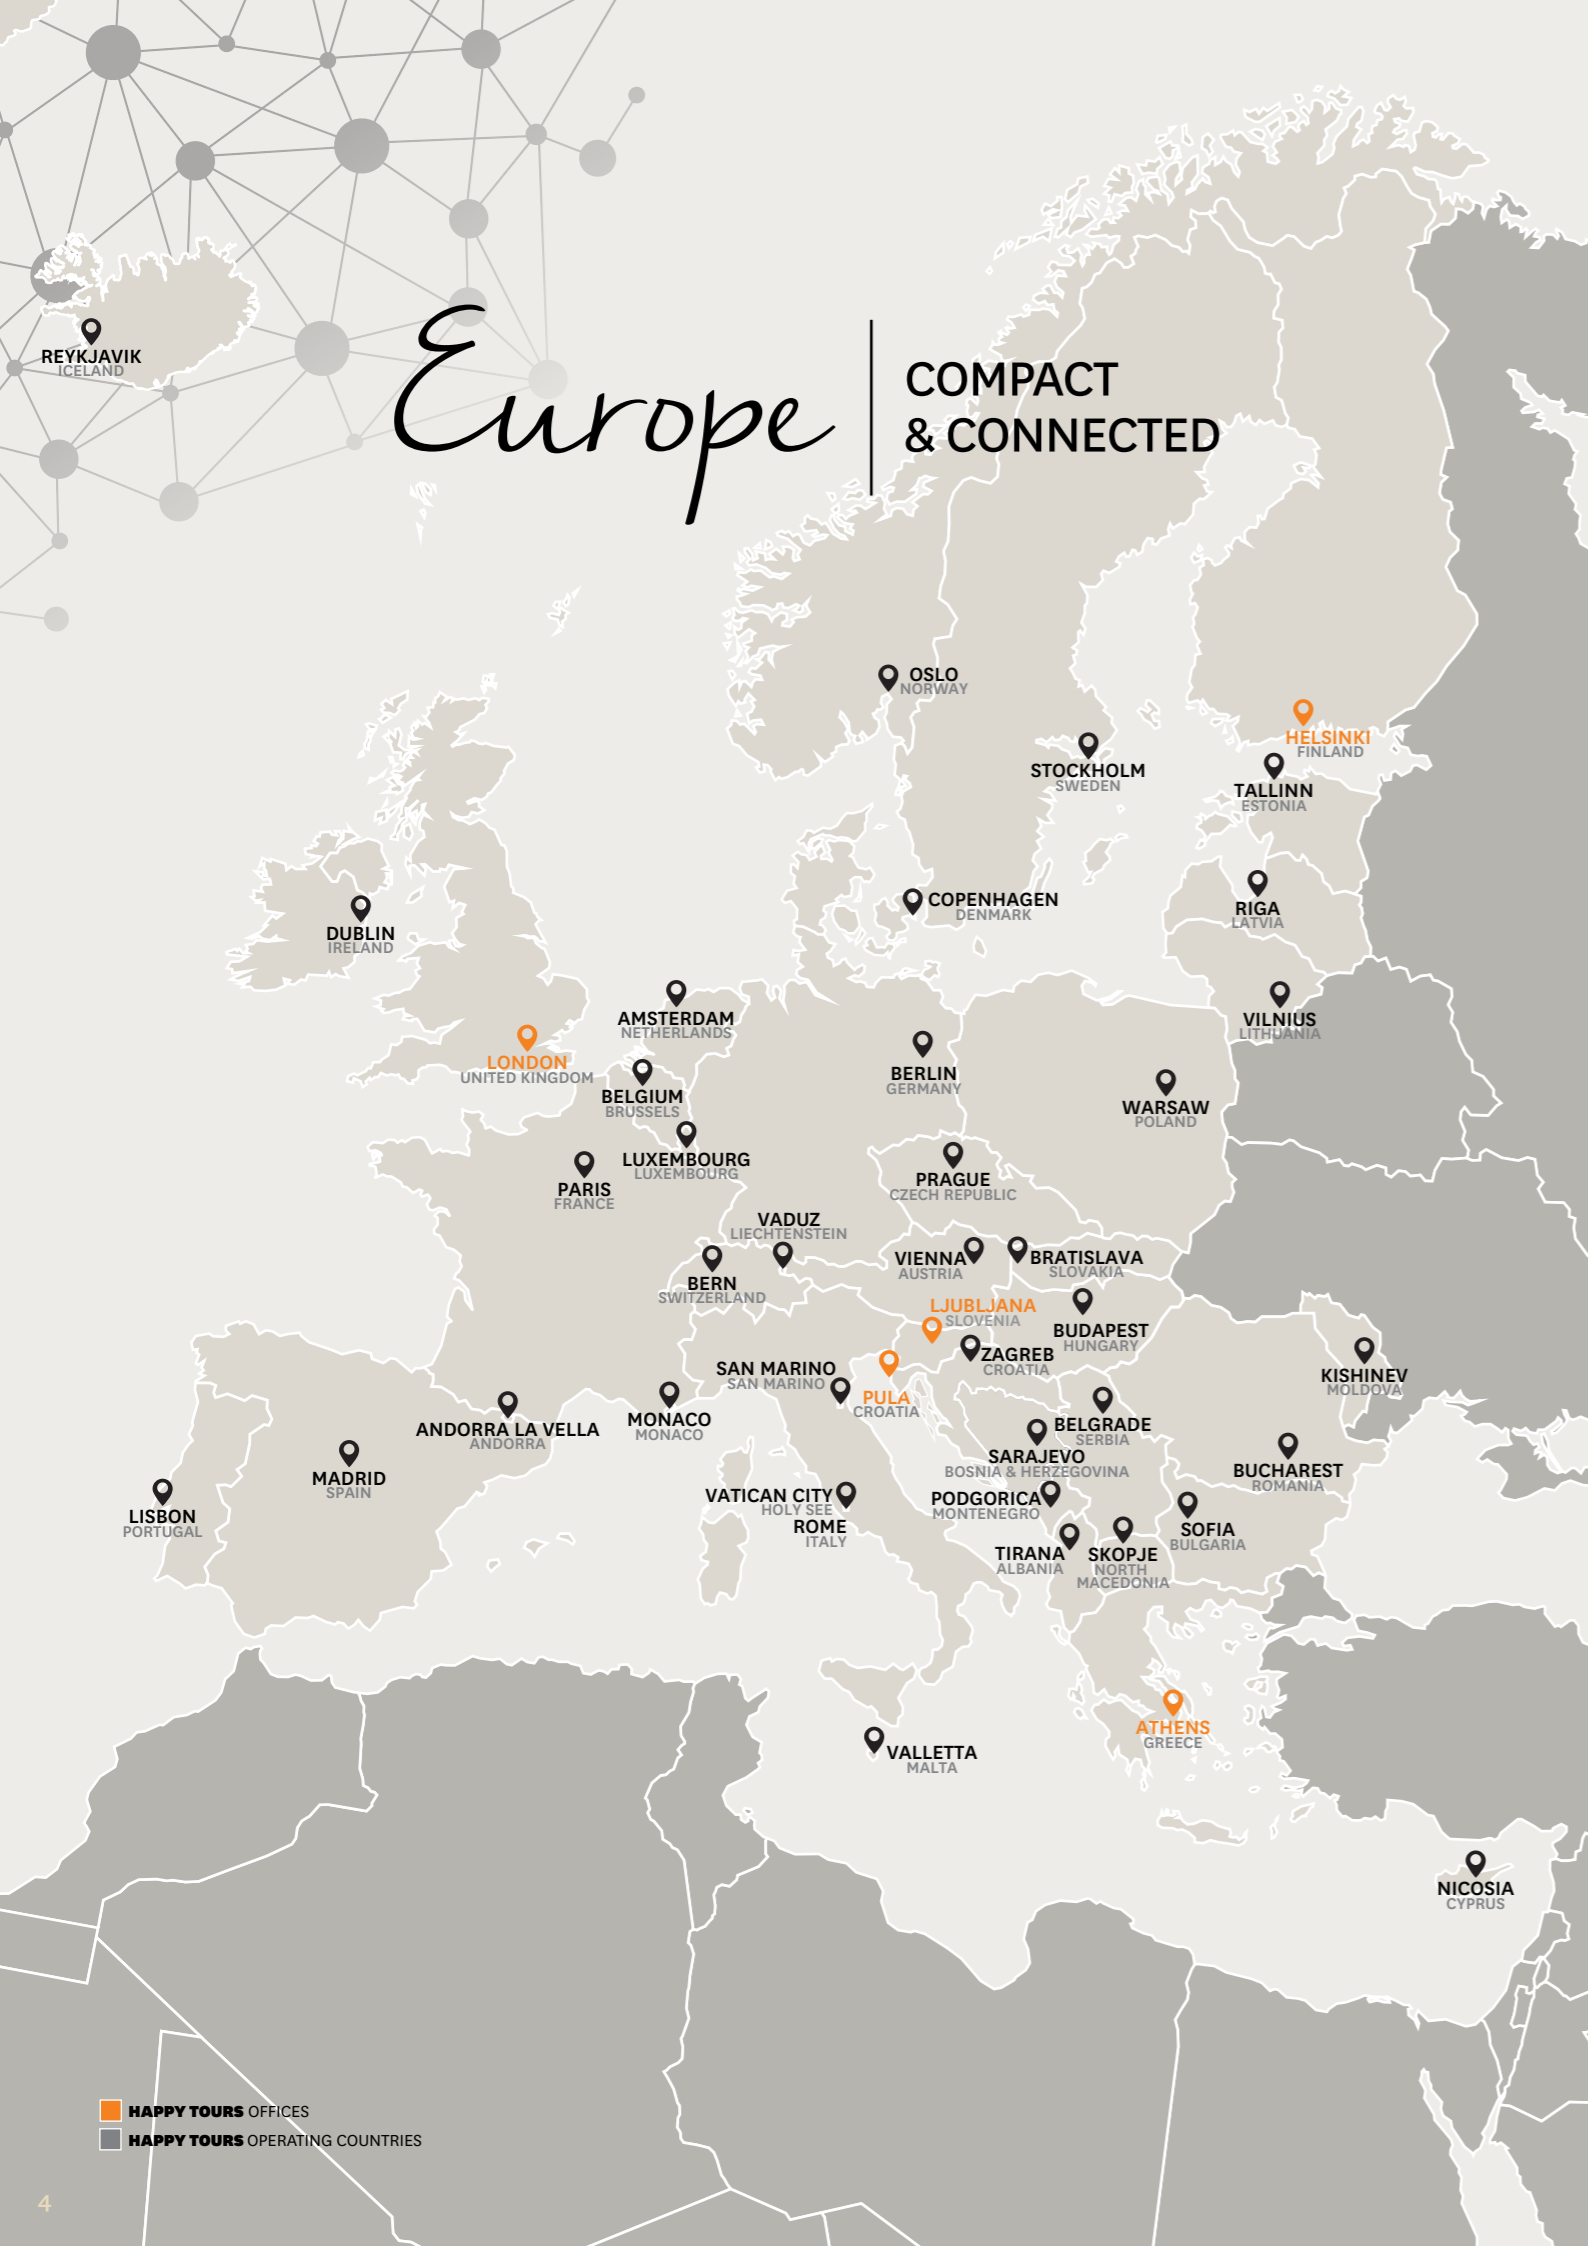 REYKJAVIK
ICELAND
Europe
COMPACT
& CONNECTED
OSLO
NORWAY
HELSINKI
FINLAND
STOCKHOLM
SWEDEN
TALLINN
ESTONIA
COPENHAGEN
DENMARK
RIGA
LATVIA
DUBLIN
IRELAND
AMSTERDAM
NETHERLANDS
VILNIUS
LITHUANIA
LONDON
UNITED KINGDOM
BERLIN
GERMANY
BELGIUM
BRUSSELS
WARSAW
POLAND
LUXEMBOURG
LUXEMBOURG
PARIS
FRANCE
PRAGUE
CZECH REPUBLIC
VADUZ
LIECHTENSTEIN
VIENNA
AUSTRIA
BRATISLAVA
SLOVAKIA
BERN
SWITZERLAND
LJUBLJANA
SLOVENIA
BUDAPEST
HUNGARY
ZAGREB
CROATIA
SAN MARINO
SAN MARINO
KISHINEV
MOLDOVA
PULA
CROATIA
MONACO
MONACO
ANDORRA LA VELLA
ANDORRA
BELGRADE
SERBIA
SARAJEVO
BOSNIA & HERZEGOVINA
BUCHAREST
ROMANIA
MADRID
SPAIN
VATICAN CITY
HOLY SEE
ROME
ITALY
PODGORICA
MONTENEGRO
LISBON
PORTUGAL
SOFIA
BULGARIA
TIRANA
ALBANIA
SKOPJE
NORTH
MACEDONIA
ATHENS
GREECE
VALLETTA
MALTA
NICOSIA
CYPRUS
HAPPY TOURS OFFICES
HAPPY TOURS OPERATING COUNTRIES
4